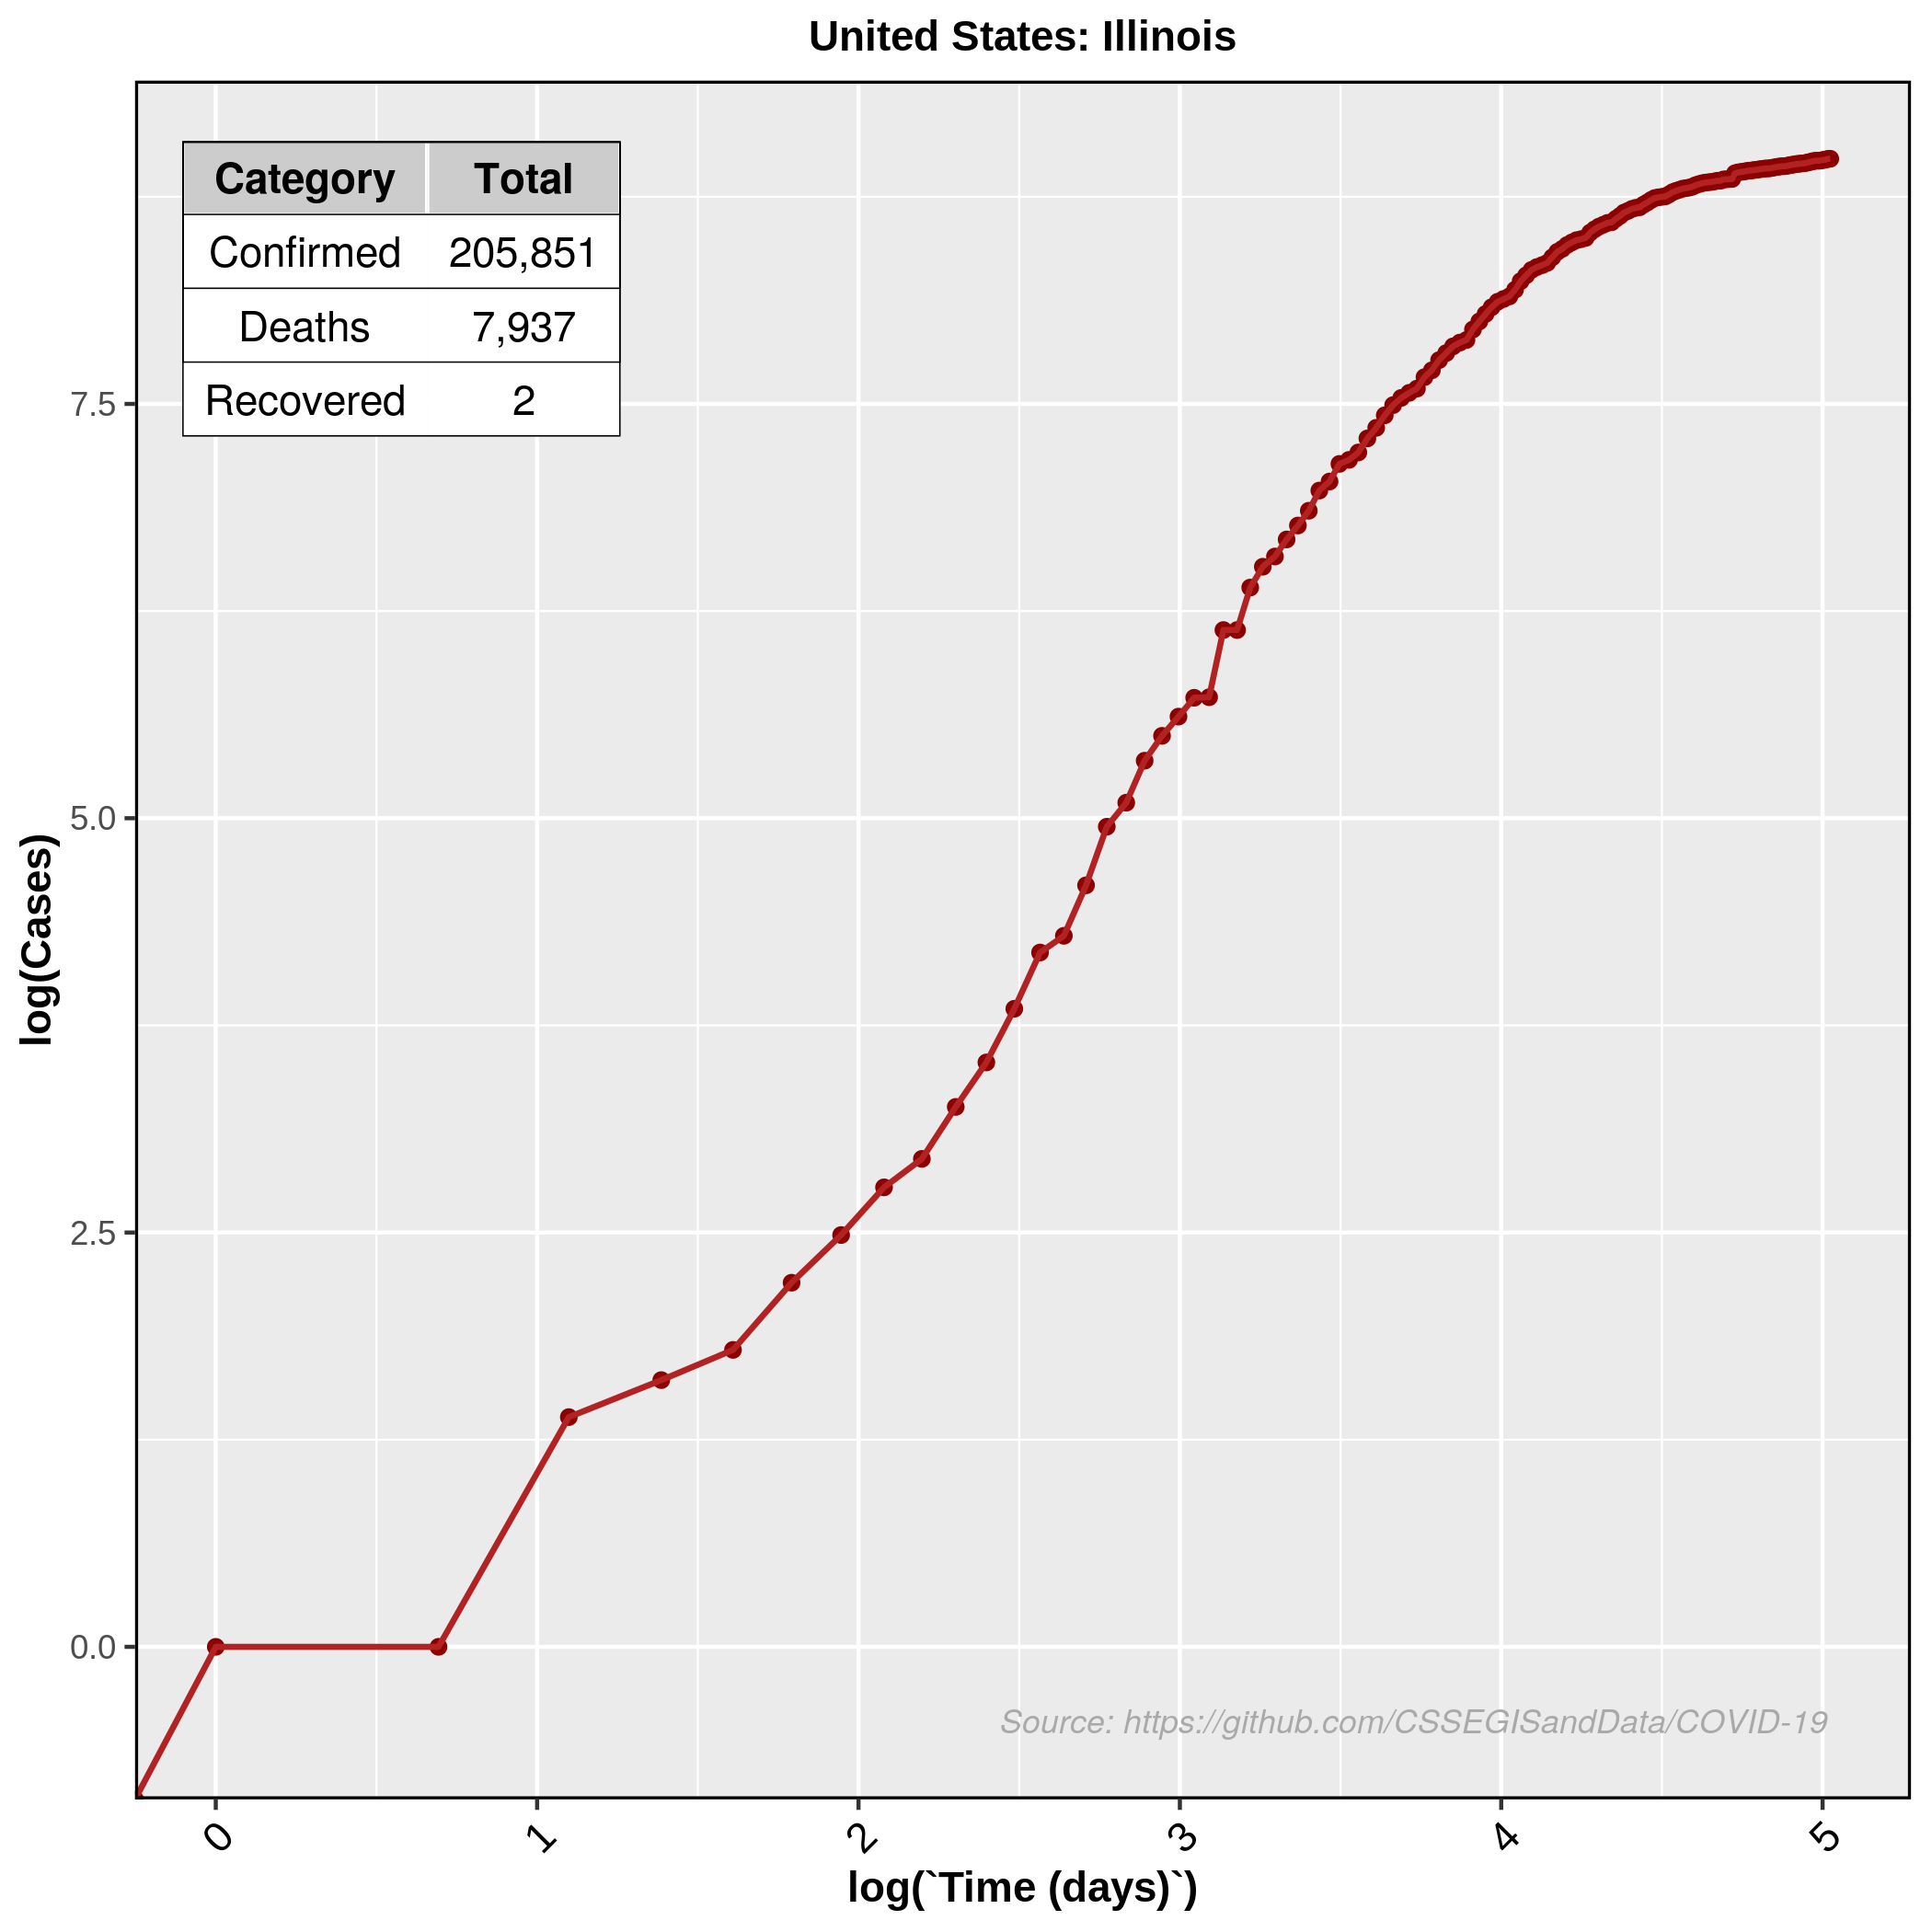 United States: Illinois
Category Total
Confirmed 205,851
Deaths 7,937
Recovered 2
7.5
5.0
2.5
0.0
log(Cases)
Source: https://github.com/CSSEGISandData/COVID-19
0 1 2 3 4 5
log(`Time (days)`)